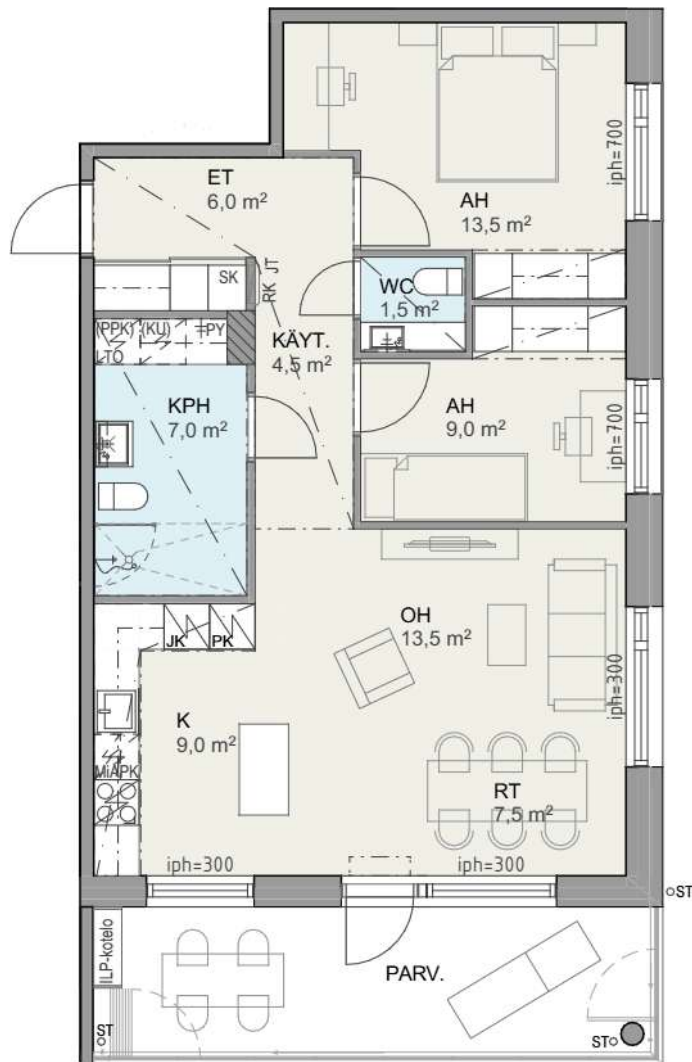 ET
6,0 m²
AH
13,5 m²
iph=700
SK
RK JT
WC
1,5 m²
(PPK) (KU) PY
LTO
KÄYT.
4,5 m²
KPH
7,0 m²
AH
9,0 m²
iph=700
OH
13,5 m²
JK PK
iph=300
K
9,0 m²
MiAPK
RT
7,5 m²
iph=300 iph=300
ST
ILP-kotelo
PARV.
ST
ST